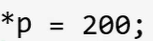 *p = 200;